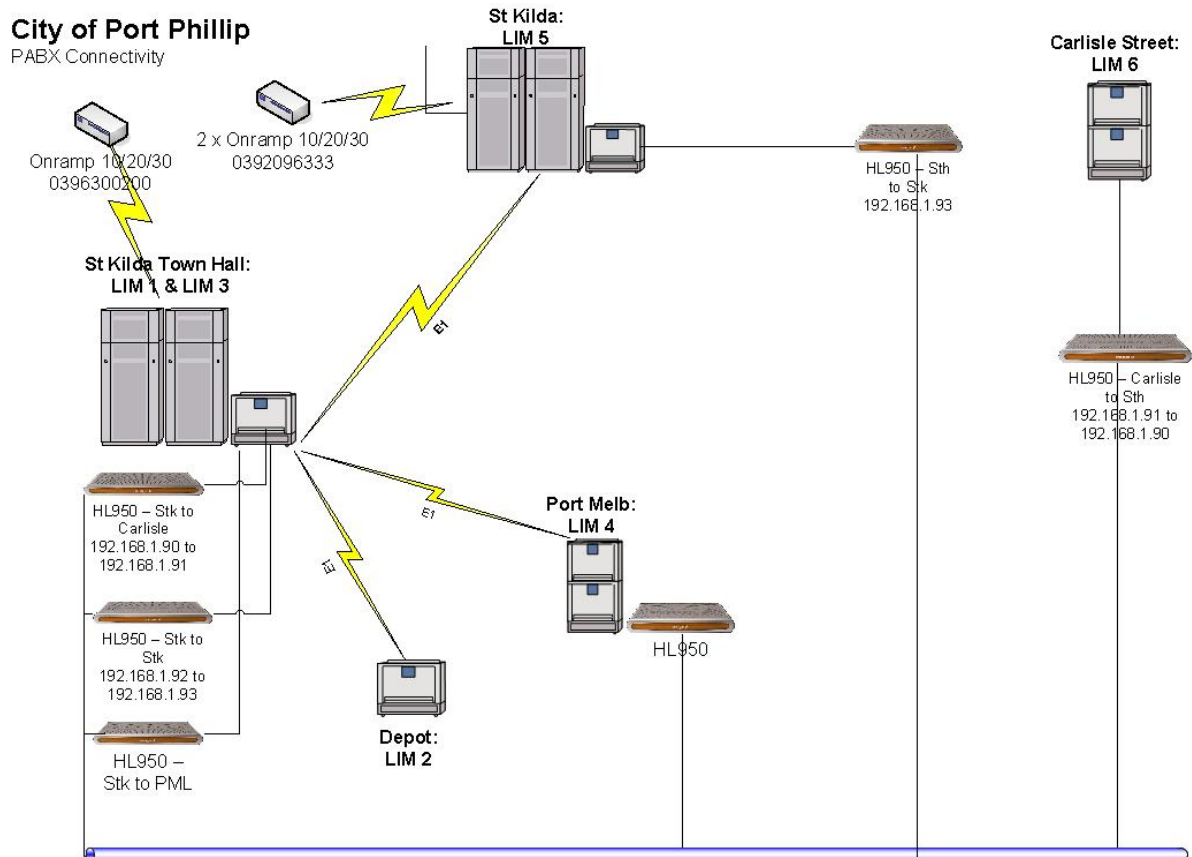 City of Port Phillip
PABX Connectivity
St Kilda:
LIM 5
Carlisle Street:
LIM 6
Onramp 10/20/30
0396300200
2 x Onramp 10/20/30
0392096333
HL950 – Sth
to Stk
192.168.1.93
St Kilda Town Hall:
LIM 1 & LIM 3
E1
HL950 – Carlisle
to Sth
192.168.1.91 to
192.168.1.90
HL950 – Stk to
Carlisle
192.168.1.90 to
192.168.1.91
E1
E1
Port Melb:
LIM 4
HL950
HL950 – Stk to
Stk
192.168.1.92 to
192.168.1.93
Depot:
LIM 2
HL950 –
Stk to PML